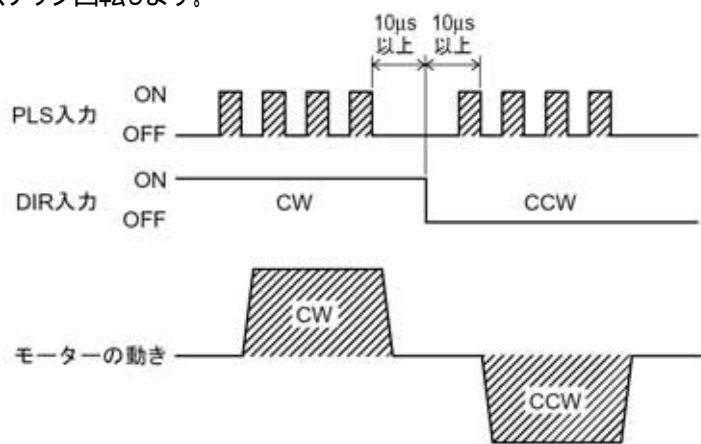 ステップ回転します。
10μs 10μs
以上 以上
ON
PLS入力
OFF
ON
DIR入力 CW CCW
OFF
CW
モーターの動き
CCW